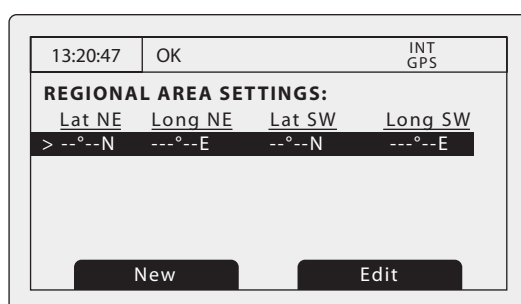 13:20:47 OK INT
GPS
REGIONAL AREA SETTINGS:
Lat NE Long NE Lat SW Long SW
> --°--N ---°--E --°--N ---°--E
New Edit